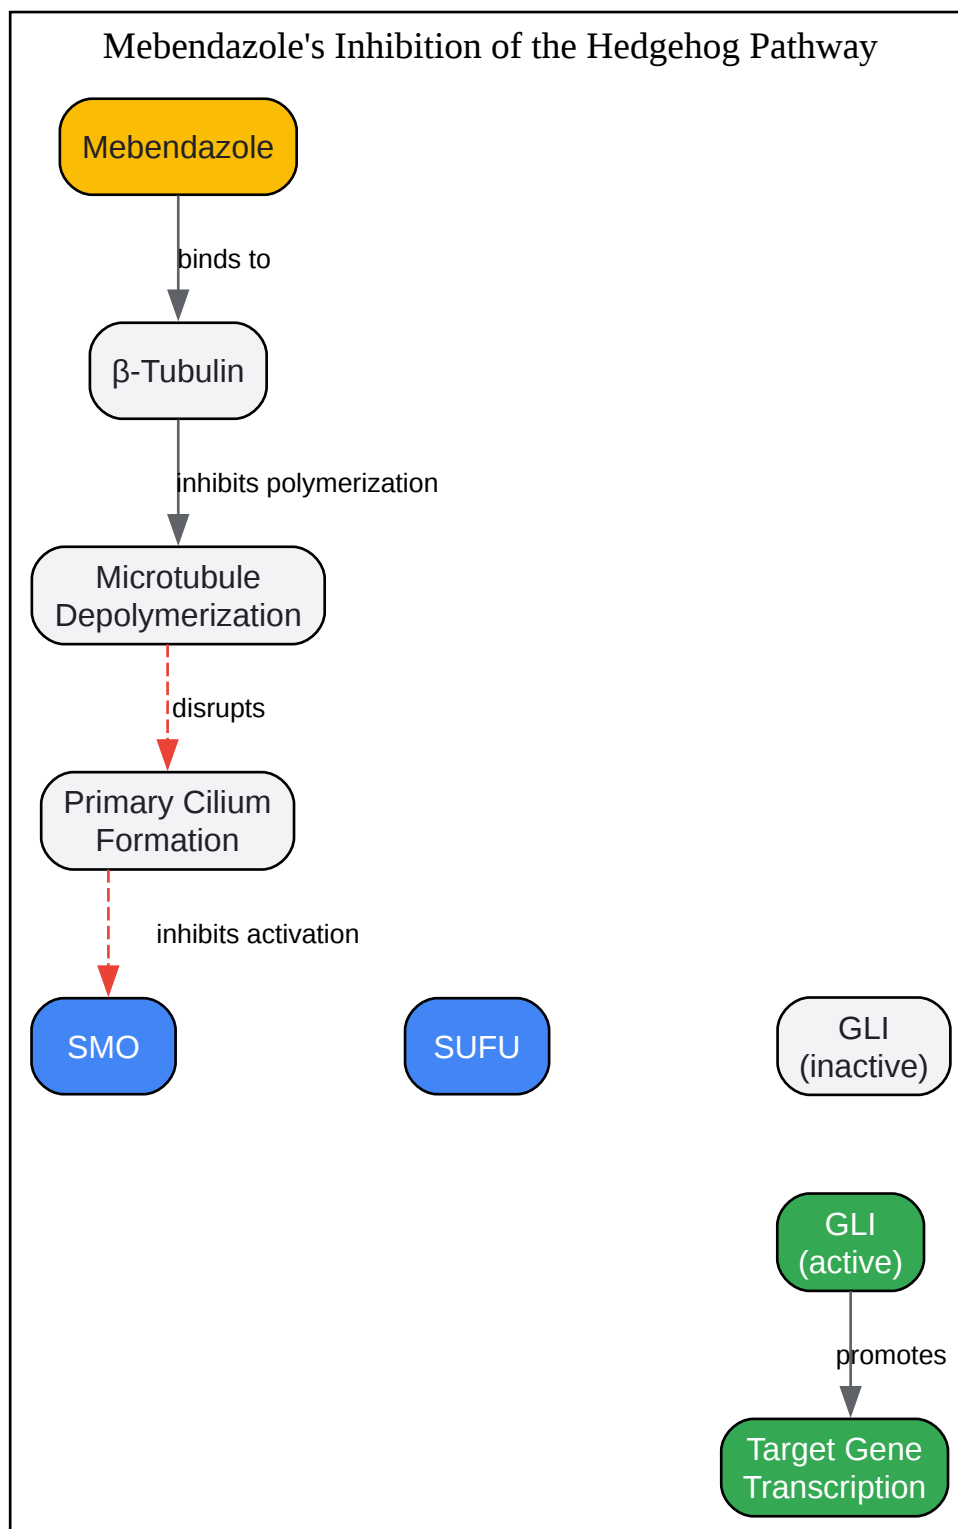 Mebendazole's Inhibition of the Hedgehog Pathway
Mebendazole
binds to
β-Tubulin
inhibits polymerization
Microtubule
Depolymerization
disrupts
Primary Cilium
Formation
inhibits activation
SMO
SUFU
GLI
(inactive)
GLI
(active)
promotes
Target Gene
Transcription